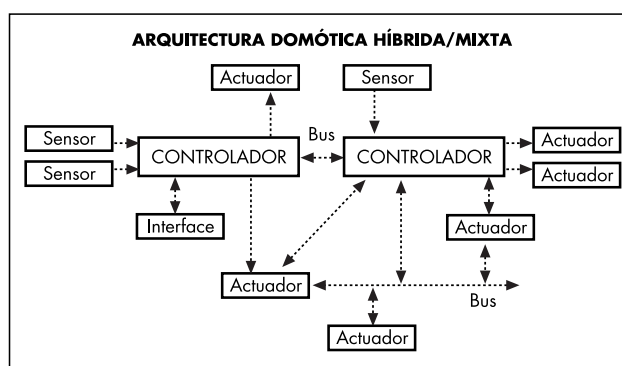 ARQUITECTURA DOMÓTICA HÍBRIDA/MIXTA
Actuador
Sensor
Sensor
Sensor
Bus
CONTROLADOR
CONTROLADOR
Actuador
Actuador
Interface
Actuador
Actuador
Bus
Actuador